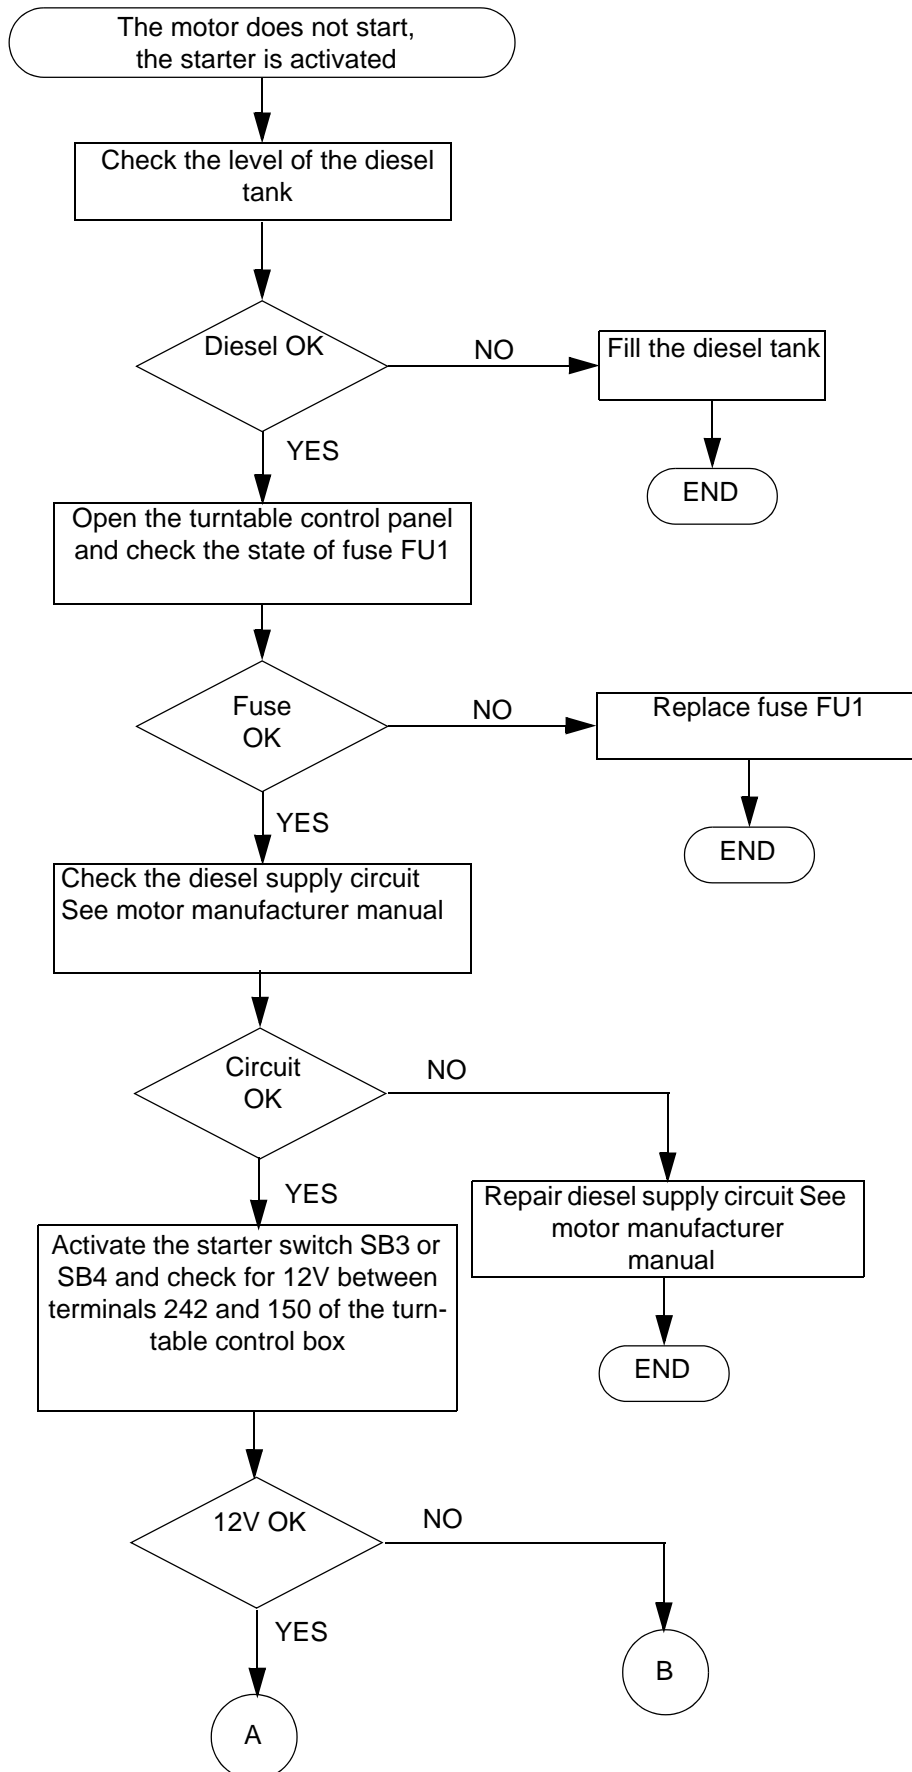 The motor does not start,
the starter is activated
Check the level of the diesel
tank
Diesel OK
NO
Fill the diesel tank
YES
END
Open the turntable control panel
and check the state of fuse FU1
Fuse
OK
NO
Replace fuse FU1
YES
END
Check the diesel supply circuit
See motor manufacturer manual
Circuit
OK
NO
YES
Repair diesel supply circuit See
motor manufacturer
manual
END
Activate the starter switch SB3 or
SB4 and check for 12V between
terminals 242 and 150 of the turn-
table control box
12V OK
NO
YES
B
A